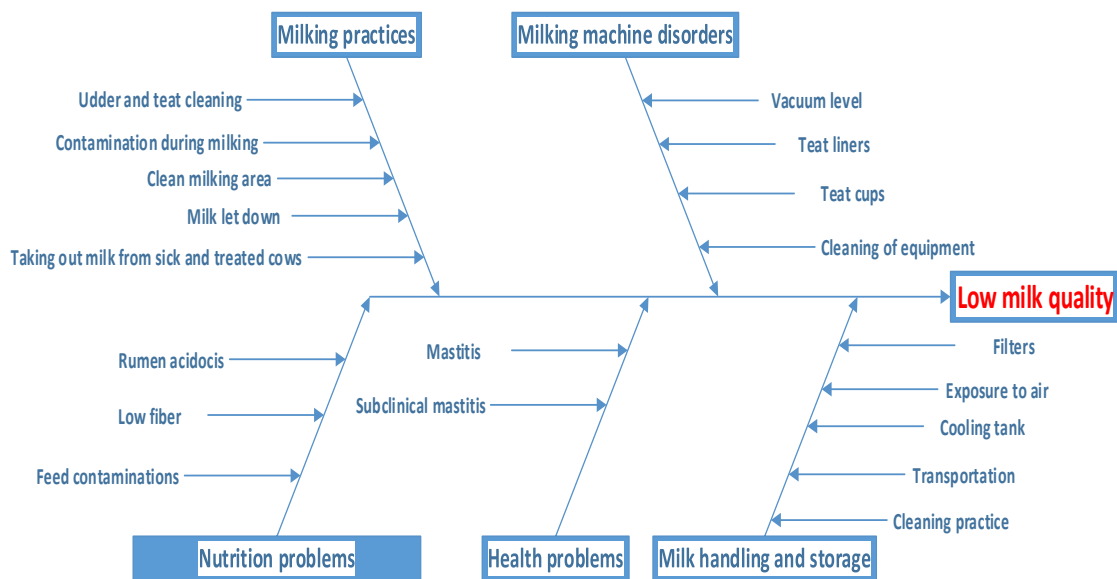 Milking practices
Milking machine disorders
Udder and teat cleaning
Contamination during milking
Clean milking area
Milk let down
Taking out milk from sick and treated cows
Vacuum level
Teat liners
Teat cups
Cleaning of equipment
Low milk quality
Rumen acidocis
Low fiber
Feed contaminations
Mastitis
Subclinical mastitis
Filters
Exposure to air
Cooling tank
Transportation
Cleaning practice
Nutrition problems
Health problems
Milk handling and storage